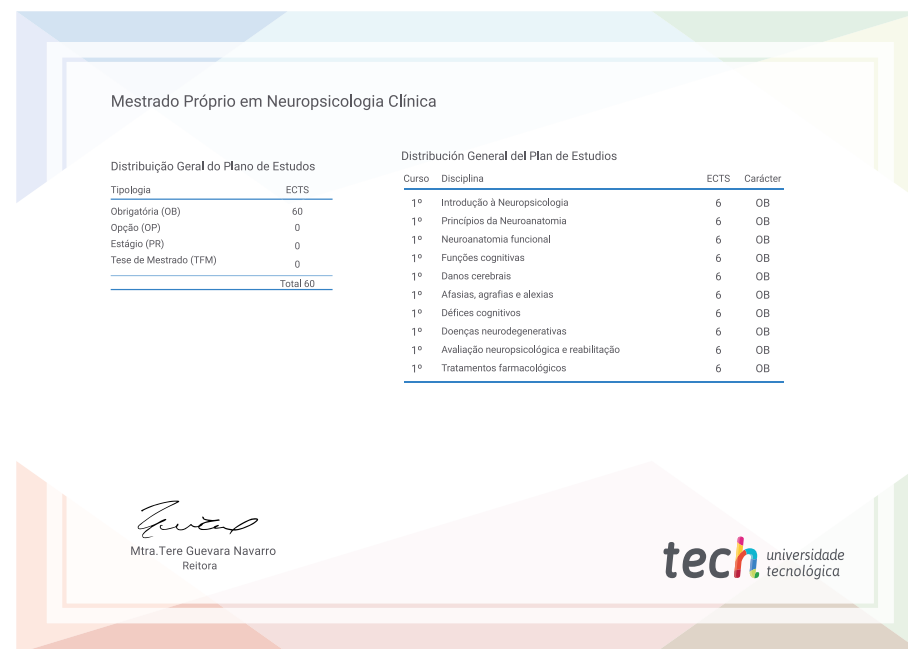 Mestrado Próprio em Neuropsicologia Clínica
Distribuição Geral do Plano de Estudos
Tipologia ECTS
Obrigatória (OB) 60
Opção (OP) 0
Estágio (PR) 0
Tese de Mestrado (TFM) 0
Total 60
Distribución General del Plan de Estudios
Curso Disciplina ECTS Carácter
1º Introdução à Neuropsicologia 6 OB
1º Princípios da Neuroanatomia 6 OB
1º Neuroanatomia funcional 6 OB
1º Funções cognitivas 6 OB
1º Danos cerebrais 6 OB
1º Afasias, agrafias e alexias 6 OB
1º Défices cognitivos 6 OB
1º Doenças neurodegenerativas 6 OB
1º Avaliação neuropsicológica e reabilitação 6 OB
1º Tratamentos farmacológicos 6 OB
Mtra.Tere Guevara Navarro
Reitora
tech universidade
tecnológica